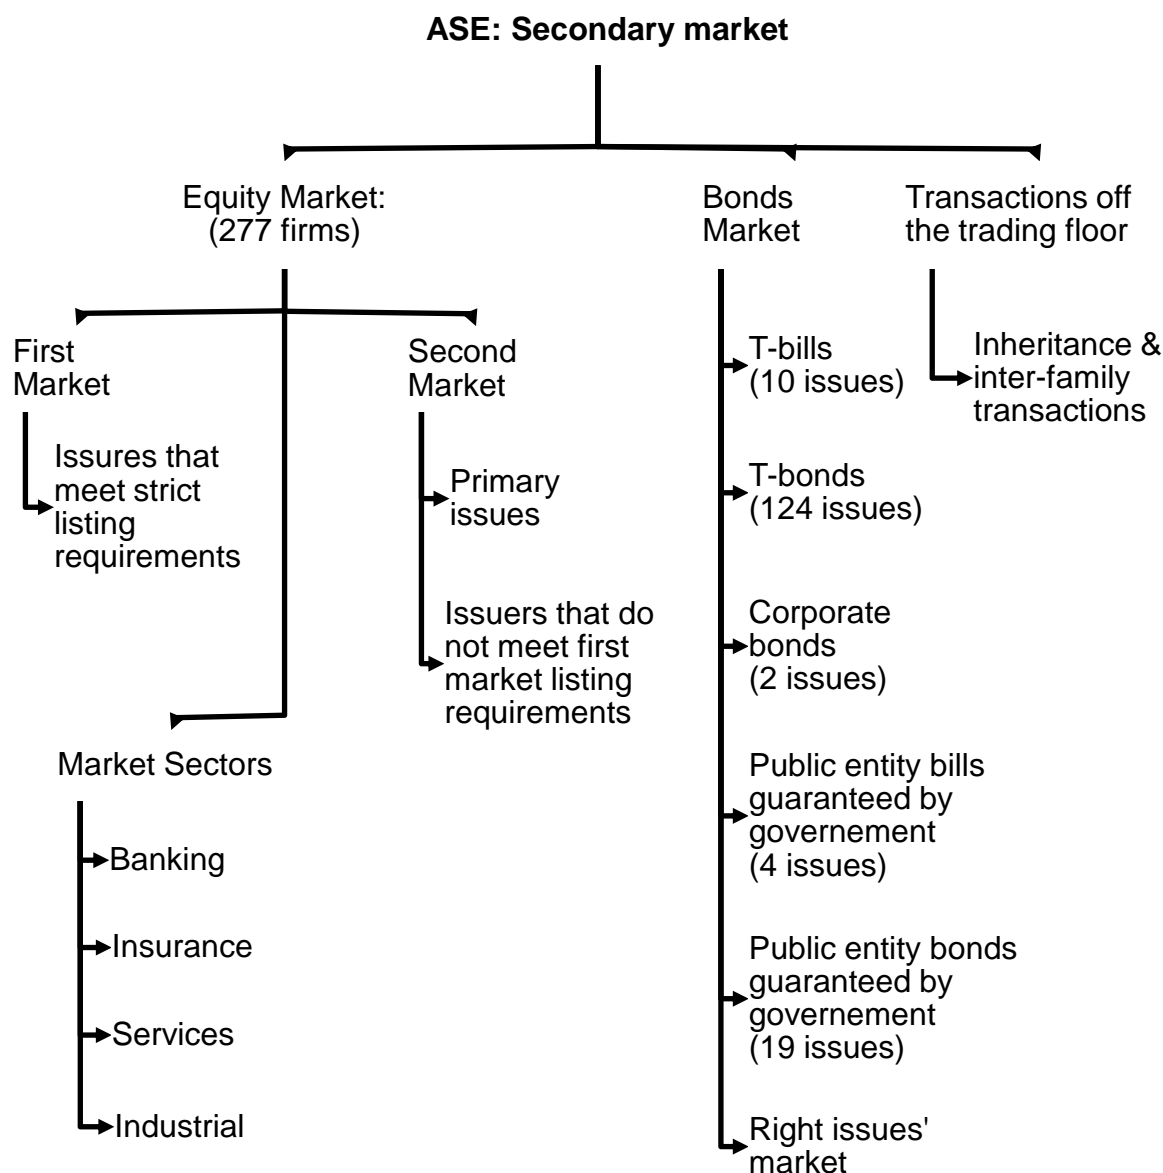 ASE: Secondary market
Equity Market:
(277 firms)
First
Market
Issures that
meet strict
listing
requirements
Second
Market
Primary
issues
Issuers that do
not meet first
market listing
requirements
Market Sectors
Banking
Insurance
Services
Industrial
Bonds
Market
T-bills
(10 issues)
T-bonds
(124 issues)
Corporate
bonds
(2 issues)
Public entity bills
guaranteed by
governement
(4 issues)
Public entity bonds
guaranteed by
governement
(19 issues)
Right issues'
market
Transactions off
the trading floor
Inheritance &
inter-family
transactions